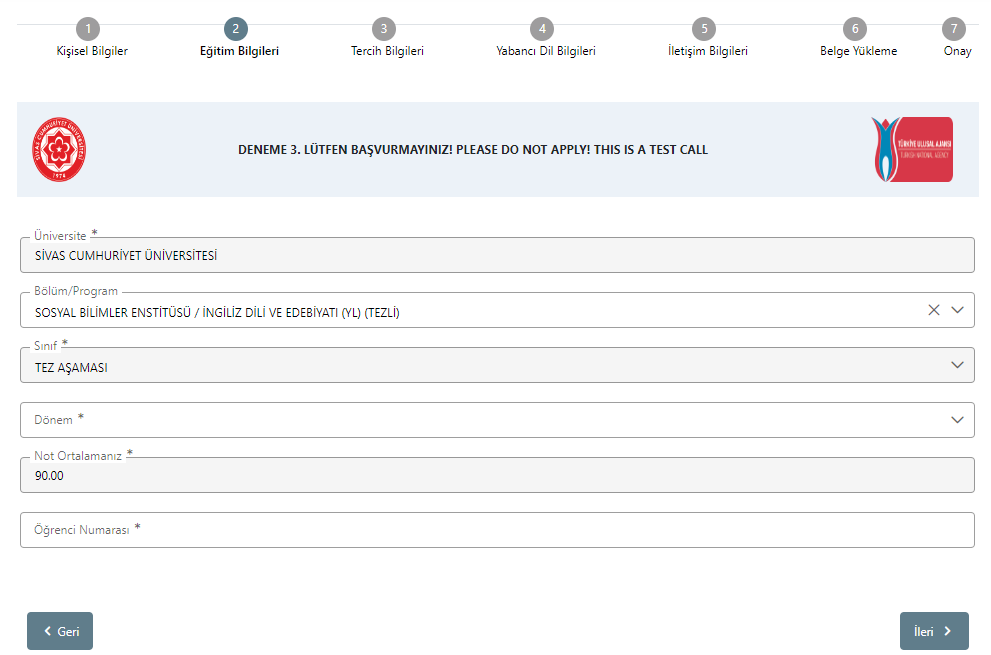 1 2 3 4 5 6 7
Kişisel Bilgiler Eğitim Bilgileri Tercih Bilgileri Yabancı Dil Bilgileri İletişim Bilgileri Belge Yükleme Onay
SİVAS CUMHURİYET ÜNİVERSİTESİ
1974
DENEME 3. LÜTFEN BAŞVURMAYINIZ! PLEASE DO NOT APPLY! THIS IS A TEST CALL
TÜRKİYE ULUSAL AJANSI
TURKISH NATIONAL AGENCY
Üniversite *
SİVAS CUMHURİYET ÜNİVERSİTESİ
Bölüm/Program
SOSYAL BİLİMLER ENSTİTÜSÜ / İNGİLİZ DİLİ VE EDEBİYATI (YL) (TEZLİ)
Sınıf *
TEZ AŞAMASI
Dönem *
Not Ortalamanız *
90.00
Öğrenci Numarası *
Geri İleri